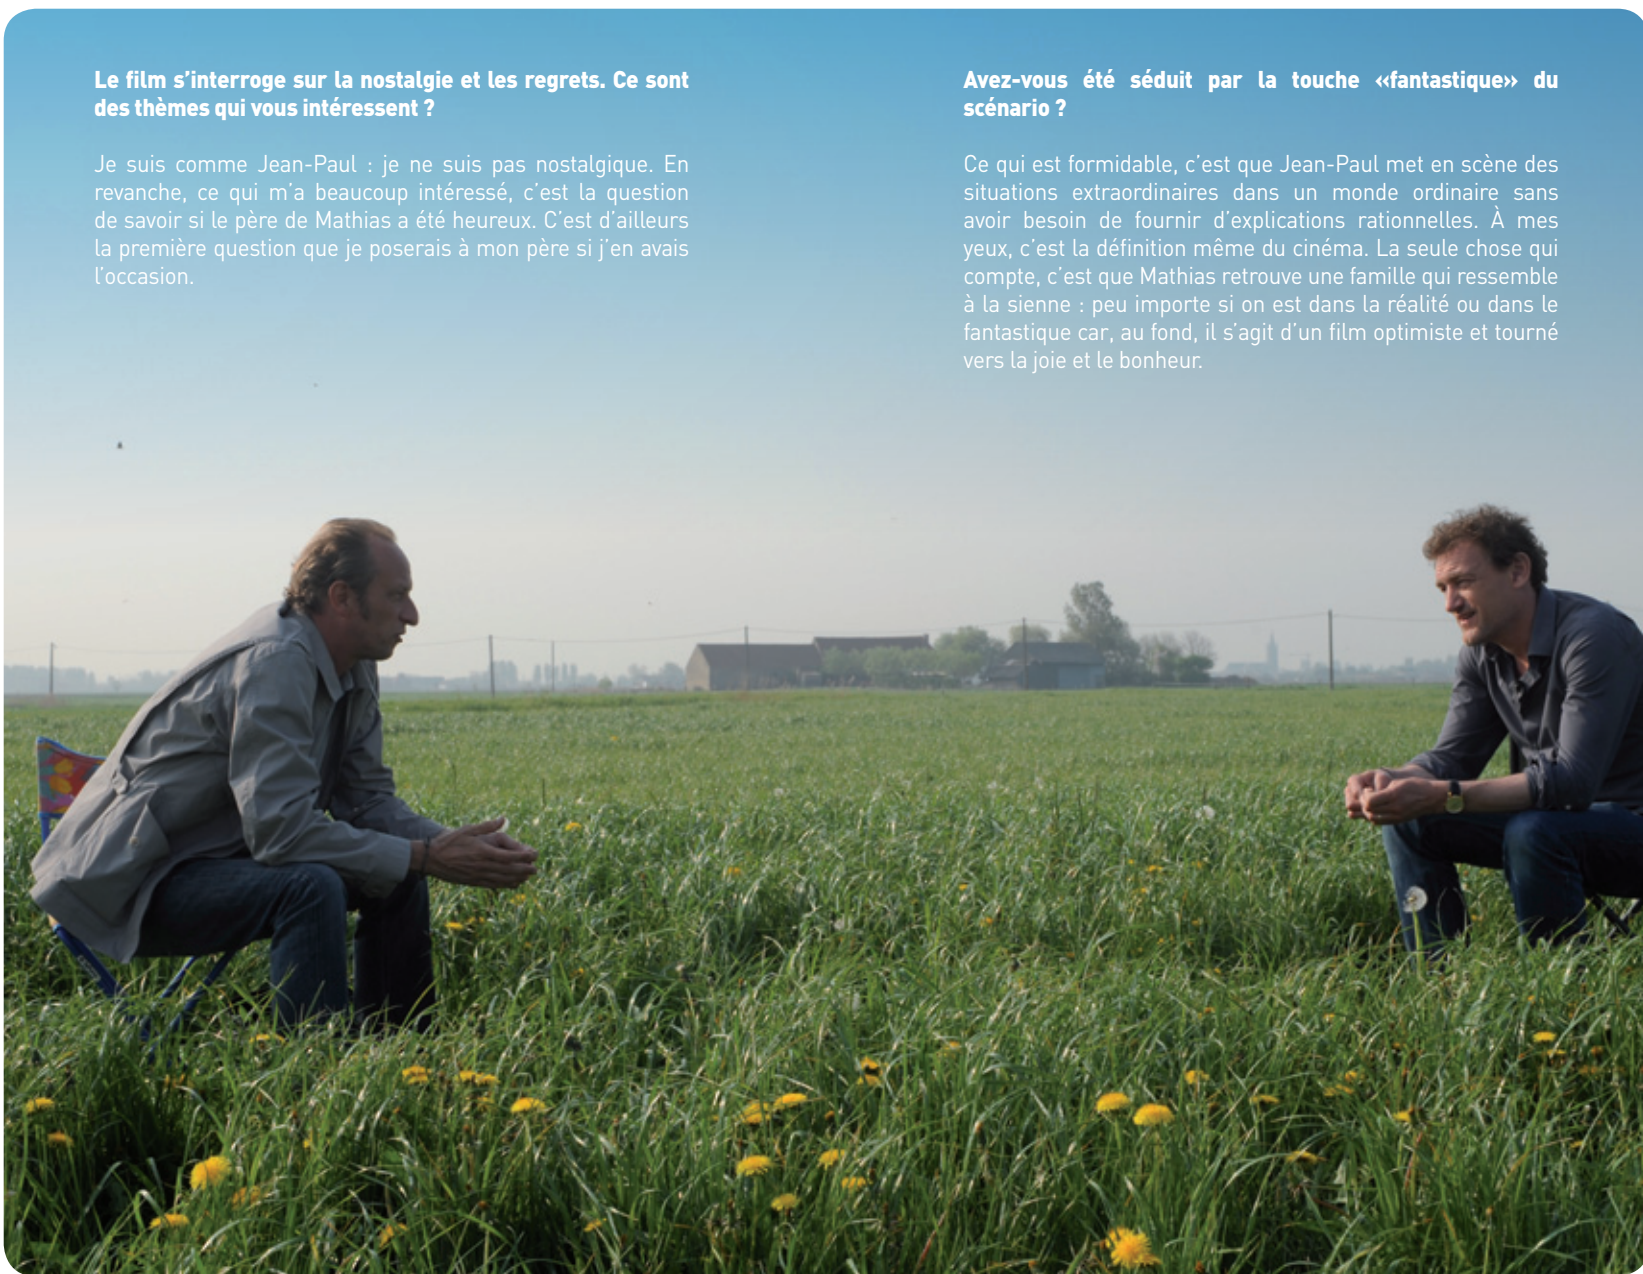 Le film s’interroge sur la nostalgie et les regrets. Ce sont
des thèmes qui vous intéressent ?
Je suis comme Jean-Paul : je ne suis pas nostalgique. En
revanche, ce qui m’a beaucoup intéressé, c’est la question
de savoir si le père de Mathias a été heureux. C’est d’ailleurs
la première question que je poserais à mon père si j’en avais
l’occasion.
Avez-vous été séduit par la touche «fantastique» du
scénario ?
Ce qui est formidable, c’est que Jean-Paul met en scène des
situations extraordinaires dans un monde ordinaire sans
avoir besoin de fournir d’explications rationnelles. À mes
yeux, c’est la définition même du cinéma. La seule chose qui
compte, c’est que Mathias retrouve une famille qui ressemble
à la sienne : peu importe si on est dans la réalité ou dans le
fantastique car, au fond, il s’agit d’un film optimiste et tourné
vers la joie et le bonheur.